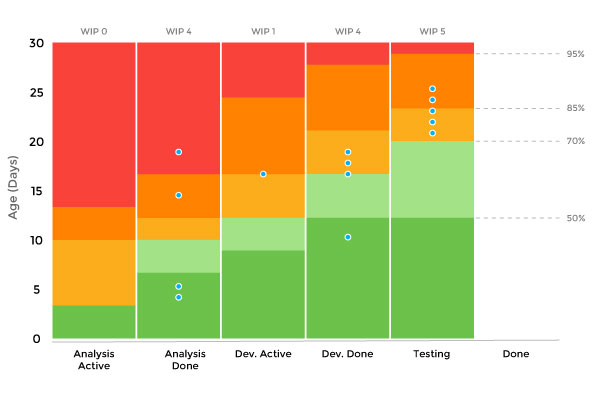 WIP 0 WIP 4 WIP 1 WIP 4 WIP 5
30
95%
25
85%
20
70%
15
50%
10
5
0
Age (Days)
Analysis Active
Analysis Done
Dev. Active
Dev. Done
Testing
Done